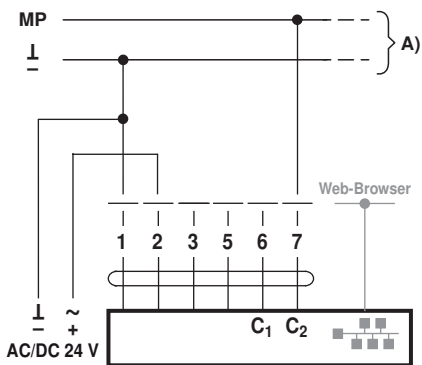 MP
⊥
–
A)
Web-Browser
1 2 3 5 6 7
⊥ ~
– +
C1 C2
AC/DC 24 V